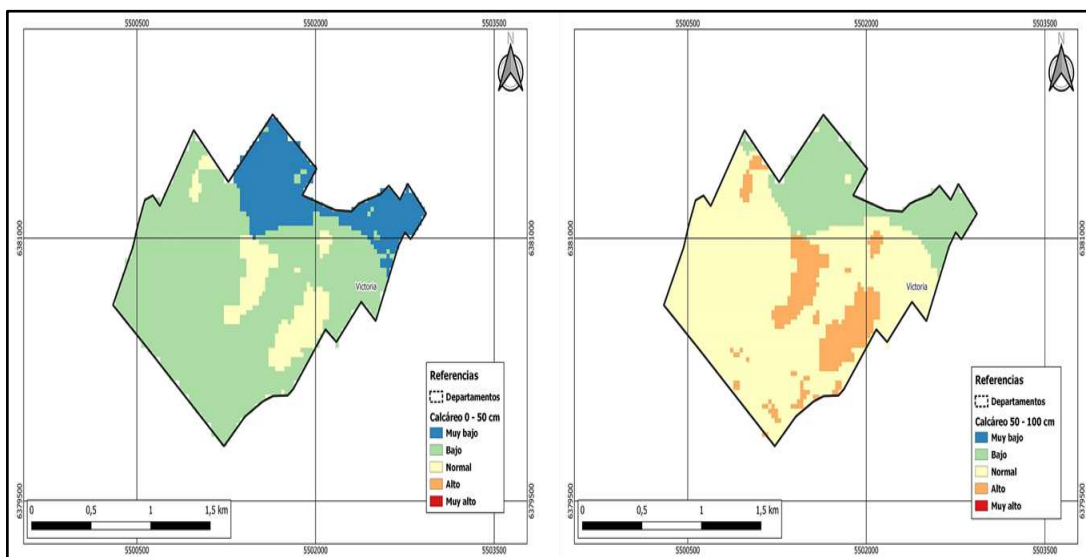 5500500 5502000 5503500
N
6381000 6381000
Victoria
Referencias
Departamentos
Calcáreo 0 - 50 cm
Muy bajo
Bajo
Normal
Alto
Muy alto
6379500 6379500
0 0,5 1 1,5 km
5500500 5502000 5503500
5500500 5502000 5503500
N
6381000 6381000
Victoria
Referencias
Departamentos
Calcáreo 50 - 100 cm
Muy bajo
Bajo
Normal
Alto
Muy alto
6379500 6379500
0 0,5 1 1,5 km
5500500 5502000 5503500